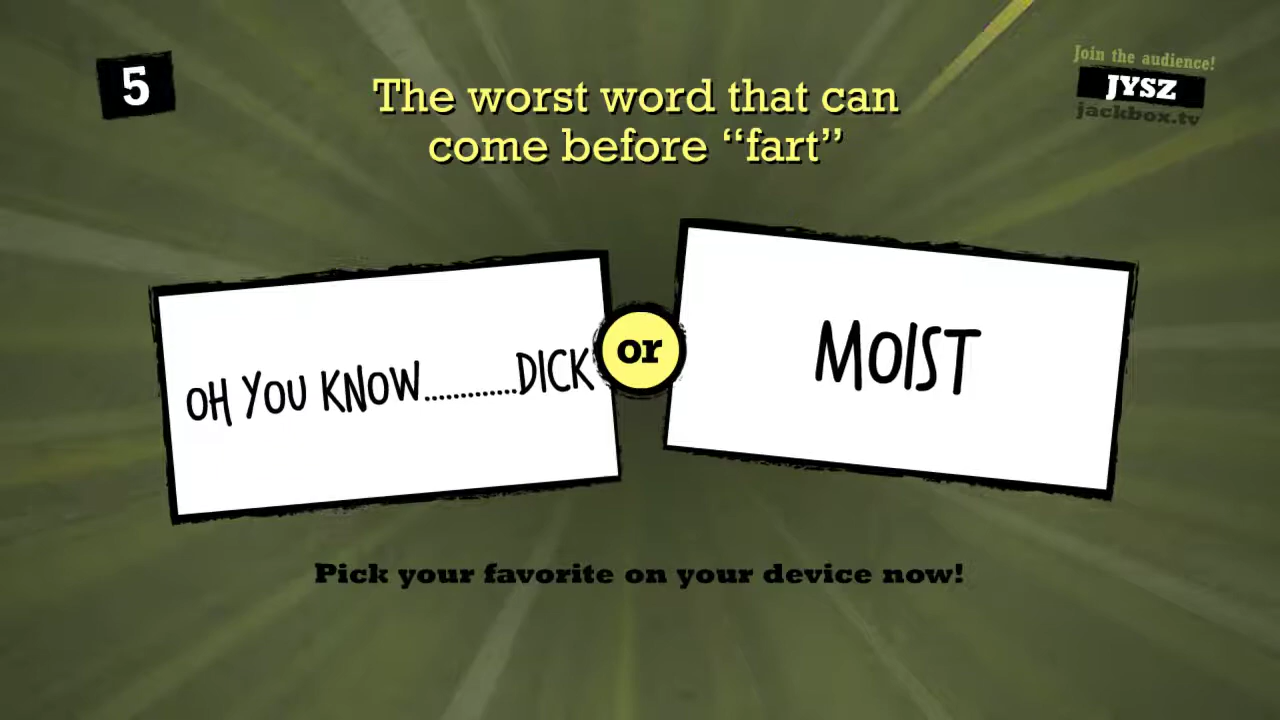 5
The worst word that can
come before “fart”
Join the audience!
JYSZ
jackbox.tv
OH YOU KNOW.............DICK
or
MOIST
Pick your favorite on your device now!